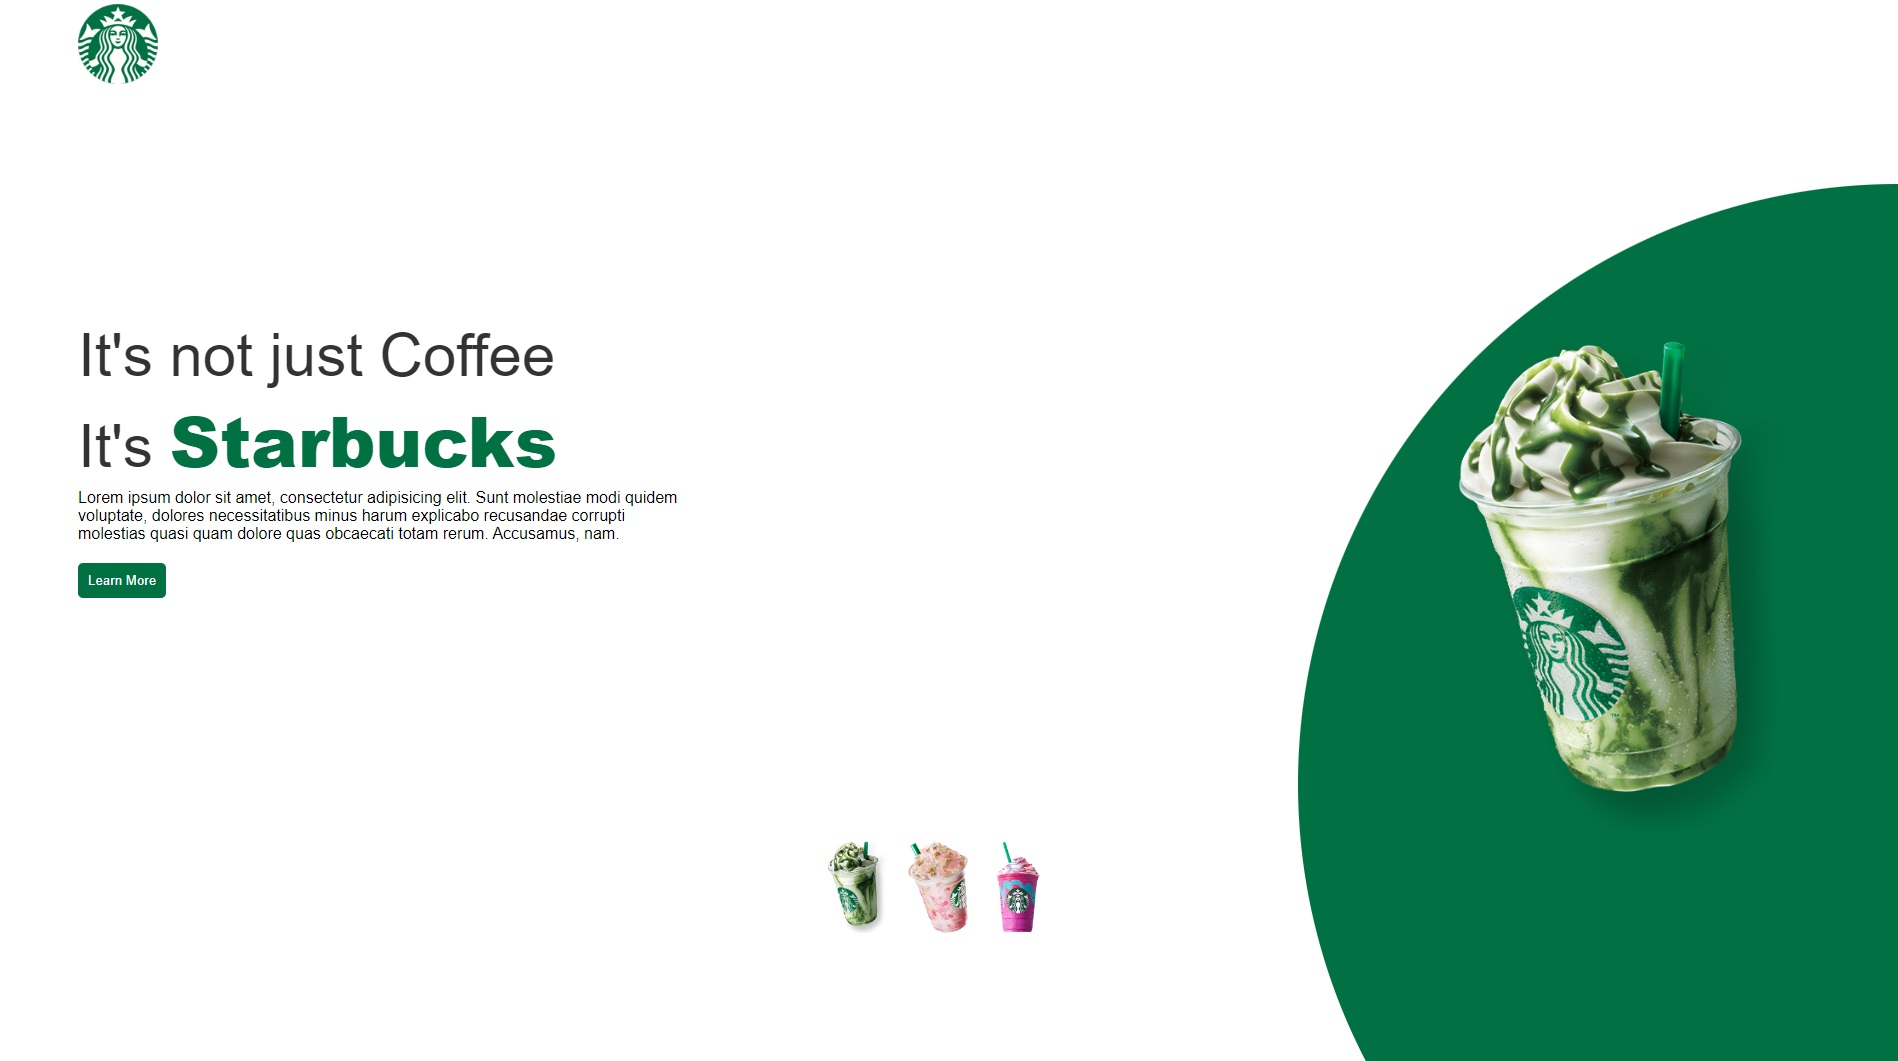 It's not just Coffee
It's Starbucks
Lorem ipsum dolor sit amet, consectetur adipisicing elit. Sunt molestiae modi quidem
voluptate, dolores necessitatibus minus harum explicabo recusandae corrupti
molestias quasi quam dolore quas obcaecati totam rerum. Accusamus, nam.
Learn More
TM